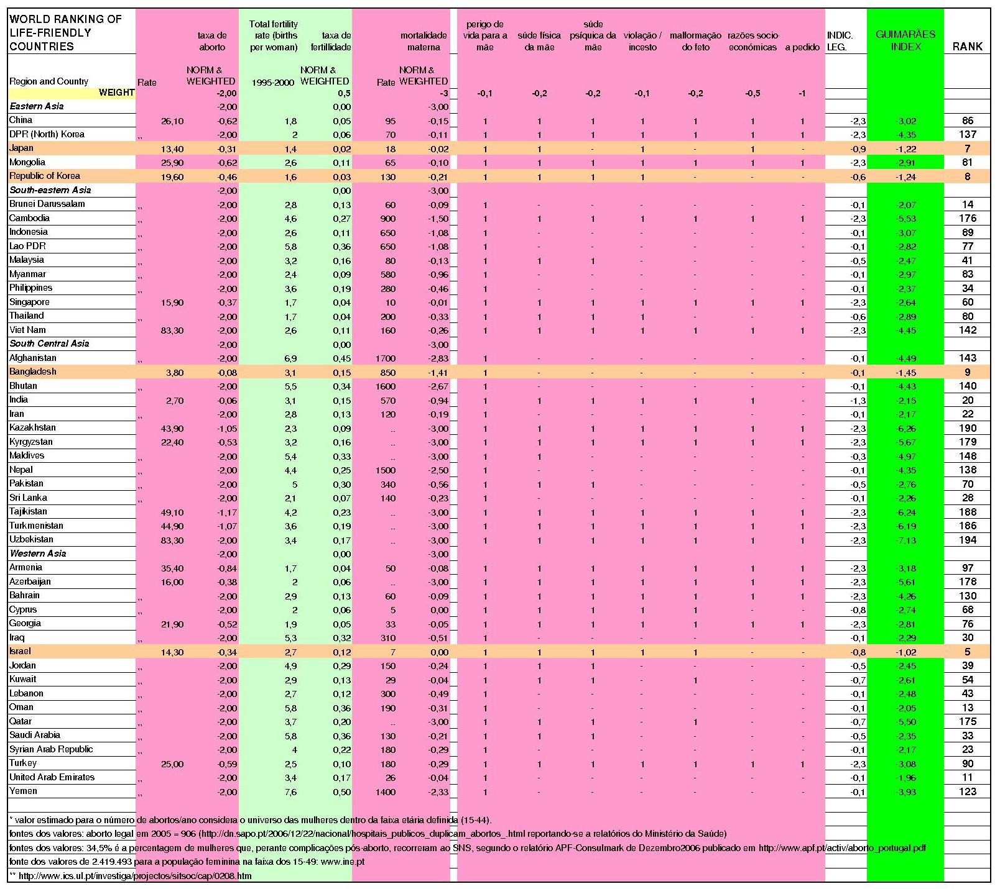 WORLD RANKING OF LIFE-FRIENDLY COUNTRIES taxa de aborto Total fertility rate (births per woman) taxa de fertillidade mortalidade materna perigo de vida para a mãe súde física da mãe súde psíquica da mãe violação / incesto malformação do feto razões socio económicas a pedido INDIC. LEG. GUIMARÃES INDEX RANK
Region and Country Rate NORM & WEIGHTED 1995-2000 NORM & WEIGHTED Rate NORM & WEIGHTED
WEIGHT -2,00 0,5 -3 -0,1 -0,2 -0,2 -0,1 -0,2 -0,5 -1
Eastern Asia -2,00 0,00 -3,00
China 26,10 -0,62 1,8 0,05 95 -0,15 1 1 1 1 1 1 1 -2,3 -3,02 86
DPR (North) Korea ,, -2,00 2 0,06 70 -0,11 1 1 1 1 1 1 1 -2,3 -4,35 137
Japan 13,40 -0,31 1,4 0,02 18 -0,02 1 1 - 1 - 1 - -0,9 -1,22 7
Mongolia 25,90 -0,62 2,6 0,11 65 -0,10 1 1 1 1 1 1 1 -2,3 -2,91 81
Republic of Korea 19,60 -0,46 1,6 0,03 130 -0,21 1 1 1 1 - - - -0,6 -1,24 8
South-eastern Asia -2,00 0,00 -3,00
Brunei Darussalam ,, -2,00 2,8 0,13 60 -0,09 1 - - - - - - -0,1 -2,07 14
Cambodia ,, -2,00 4,6 0,27 900 -1,50 1 1 1 1 1 1 1 -2,3 -5,53 176
Indonesia ,, -2,00 2,6 0,11 650 -1,08 1 - - - - - - -0,1 -3,07 89
Lao PDR ,, -2,00 5,8 0,36 650 -1,08 1 - - - - - - -0,1 -2,82 77
Malaysia ,, -2,00 3,2 0,16 80 -0,13 1 1 1 - - - - -0,5 -2,47 41
Myanmar ,, -2,00 2,4 0,09 580 -0,96 1 - - - - - - -0,1 -2,97 83
Philippines ,, -2,00 3,6 0,19 280 -0,46 1 - - - - - - -0,1 -2,37 34
Singapore 15,90 -0,37 1,7 0,04 10 -0,01 1 1 1 1 1 1 1 -2,3 -2,64 60
Thailand ,, -2,00 1,7 0,04 200 -0,33 1 1 1 1 - - - -0,6 -2,89 80
Viet Nam 83,30 -2,00 2,6 0,11 160 -0,26 1 1 1 1 1 1 1 -2,3 -4,45 142
South Central Asia -2,00 0,00 -3,00
Afghanistan ,, -2,00 6,9 0,45 1700 -2,83 1 - - - - - - -0,1 -4,49 143
Bangladesh 3,80 -0,08 3,1 0,15 850 -1,41 1 - - - - - - -0,1 -1,45 9
Bhutan ,, -2,00 5,5 0,34 1600 -2,67 1 - - - - - - -0,1 -4,43 140
India 2,70 -0,06 3,1 0,15 570 -0,94 1 1 1 1 1 1 - -1,3 -2,15 20
Iran ,, -2,00 2,8 0,13 120 -0,19 1 - - - - - - -0,1 -2,17 22
Kazakhstan 43,90 -1,05 2,3 0,09 .. -3,00 1 1 1 1 1 1 1 -2,3 -6,26 190
Kyrgyzstan 22,40 -0,53 3,2 0,16 .. -3,00 1 1 1 1 1 1 1 -2,3 -5,67 179
Maldives ,, -2,00 5,4 0,33 .. -3,00 1 1 - - - - - -0,3 -4,97 148
Nepal ,, -2,00 4,4 0,25 1500 -2,50 1 - - - - - - -0,1 -4,35 138
Pakistan ,, -2,00 5 0,30 340 -0,56 1 1 1 - - - - -0,5 -2,76 70
Sri Lanka ,, -2,00 2,1 0,07 140 -0,23 1 - - - - - - -0,1 -2,26 28
Tajikistan 49,10 -1,17 4,2 0,23 .. -3,00 1 1 1 1 1 1 1 -2,3 -6,24 188
Turkmenistan 44,90 -1,07 3,6 0,19 .. -3,00 1 1 1 1 1 1 1 -2,3 -6,19 186
Uzbekistan 83,30 -2,00 3,4 0,17 .. -3,00 1 1 1 1 1 1 1 -2,3 -7,13 194
Western Asia -2,00 0,00 -3,00
Armenia 35,40 -0,84 1,7 0,04 50 -0,08 1 1 1 1 1 1 1 -2,3 -3,18 97
Azerbaijan 16,00 -0,38 2 0,06 .. -3,00 1 1 1 1 1 1 1 -2,3 -5,61 178
Bahrain ,, -2,00 2,9 0,13 60 -0,09 1 1 1 1 1 1 1 -2,3 -4,26 130
Cyprus ,, -2,00 2 0,06 5 0,00 1 1 1 1 1 - - -0,8 -2,74 68
Georgia 21,90 -0,52 1,9 0,05 33 -0,05 1 1 1 1 1 1 1 -2,3 -2,81 76
Iraq ,, -2,00 5,3 0,32 310 -0,51 1 - - - - - - -0,1 -2,29 30
Israel 14,30 -0,34 2,7 0,12 7 0,00 1 1 1 1 1 - - -0,8 -1,02 5
Jordan ,, -2,00 4,9 0,29 150 -0,24 1 1 1 - - - - -0,5 -2,45 39
Kuwait ,, -2,00 2,9 0,13 29 -0,04 1 1 1 - 1 - - -0,7 -2,61 54
Lebanon ,, -2,00 2,7 0,12 300 -0,49 1 - - - - - - -0,1 -2,48 43
Oman ,, -2,00 5,8 0,36 190 -0,31 1 - - - - - - -0,1 -2,05 13
Qatar ,, -2,00 3,7 0,20 .. -3,00 1 1 1 - 1 - - -0,7 -5,50 175
Saudi Arabia ,, -2,00 5,8 0,36 130 -0,21 1 1 1 - - - - -0,5 -2,35 33
Syrian Arab Republic ,, -2,00 4 0,22 180 -0,29 1 - - - - - - -0,1 -2,17 23
Turkey 25,00 -0,59 2,5 0,10 180 -0,29 1 1 1 1 1 1 1 -2,3 -3,08 90
United Arab Emirates ,, -2,00 3,4 0,17 26 -0,04 1 - - - - - - -0,1 -1,96 11
Yemen ,, -2,00 7,6 0,50 1400 -2,33 1 - - - - - - -0,1 -3,93 123
* valor estimado para o número de abortos/ano considera o universo das mulheres dentro da faixa etária definida (15-44).
fontes dos valores: aborto legal em 2005 = 906 (http://dn.sapo.pt/2006/12/22/nacional/hospitais_publicos_duplicam_abortos_.html reportando-se a relatórios do Ministério da Saúde)
fontes dos valores: 34,5% é a percentagem de mulheres que, perante complicações pós-aborto, recorreram ao SNS, segundo o relatório APF-Consulmark de Dezembro2006 publicado em http://www.apf.pt/activ/aborto_portugal.pdf
fonte dos valores de 2.419.493 para a população feminina na faixa dos 15-49: www.ine.pt
** http://www.ics.ul.pt/investiga/projectos/sitsoc/cap/0208.htm